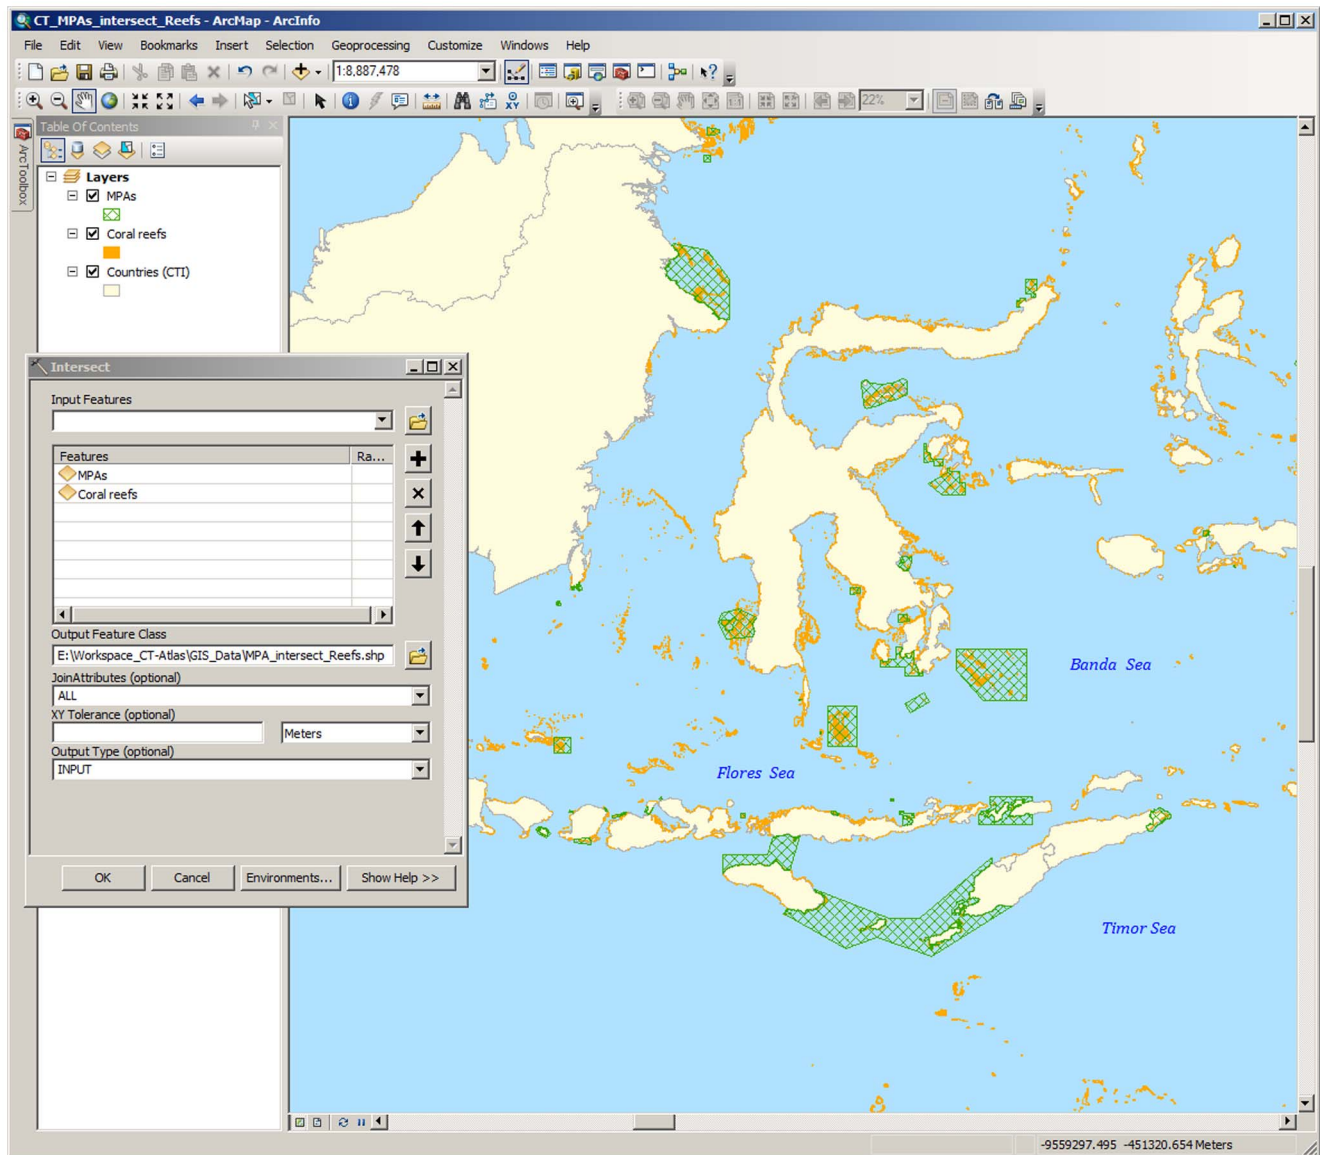 CT_MPAs_intersect_Reefs - ArcMap - ArcInfo
File Edit View Bookmarks Insert Selection Geoprocessing Customize Windows Help
1:8,887,478
22%
Table Of Contents
ArcToolbox
Layers
MPAs
Coral reefs
Countries (CTI)
Intersect
Input Features
Features Ra...
MPAs
Coral reefs
Output Feature Class
E:\Workspace_CT-Atlas\GIS_Data\MPA_intersect_Reefs.shp
JoinAttributes (optional)
ALL
XY Tolerance (optional)
Meters
Output Type (optional)
INPUT
OK Cancel Environments... Show Help >>
Banda Sea
Flores Sea
Timor Sea
-9559297.495 -451320.654 Meters